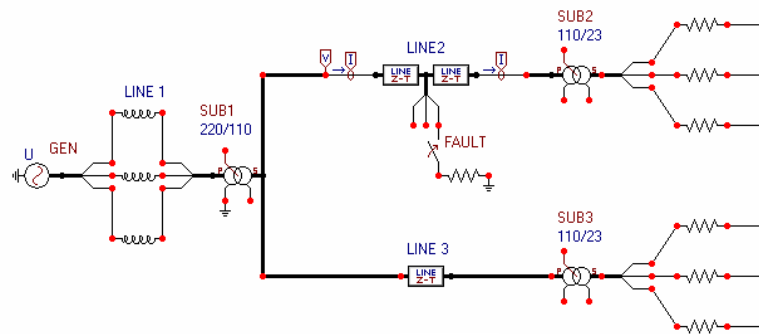 U
GEN
LINE 1
SUB1
220/110
P S
V
I
LINE2
LINE
Z-T
LINE
Z-T
I
FAULT
SUB2
110/23
P S
LINE 3
LINE
Z-T
SUB3
110/23
P S